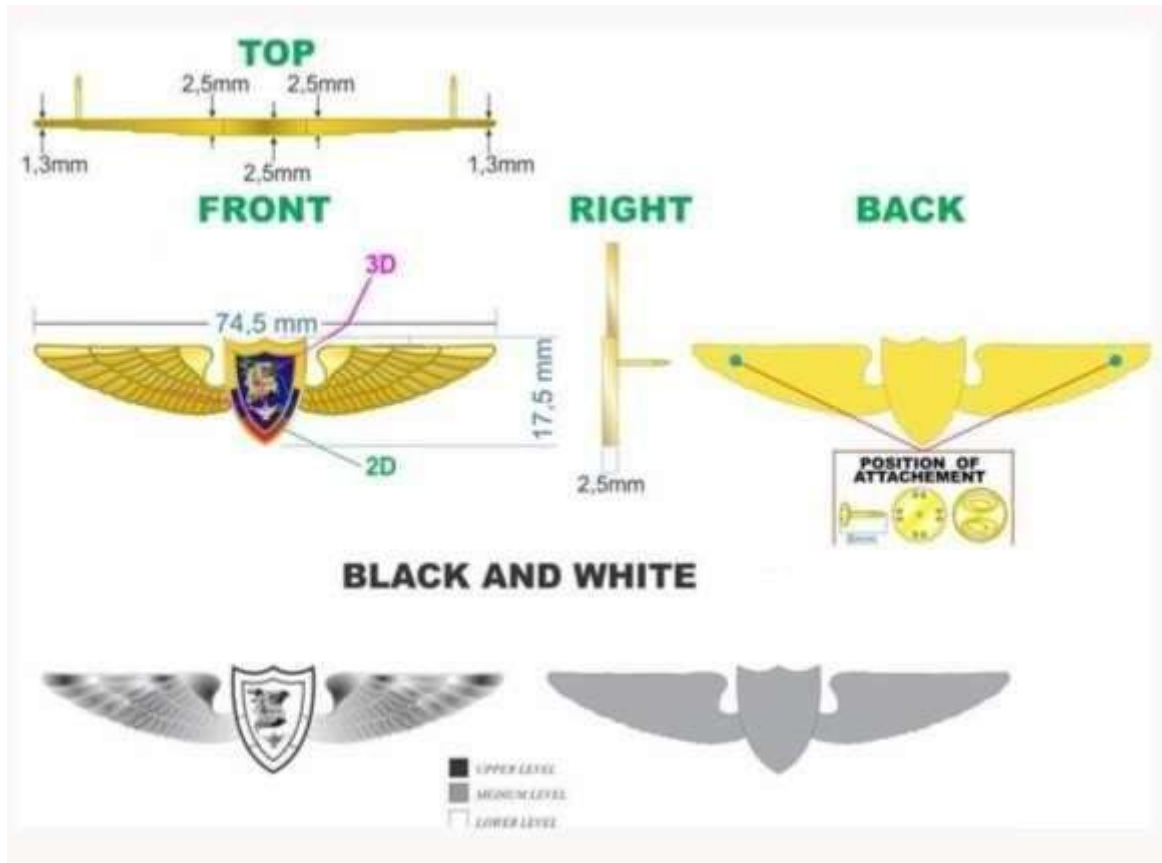 TOP
2,5mm 2,5mm
1,3mm 2,5mm 1,3mm
FRONT RIGHT BACK
3D
74,5 mm
17,5 mm
2D
2,5mm
POSITION OF
ATTACHEMENT
8mm
BLACK AND WHITE
UPPER LEVEL
MEDIUM LEVEL
LOWER LEVEL